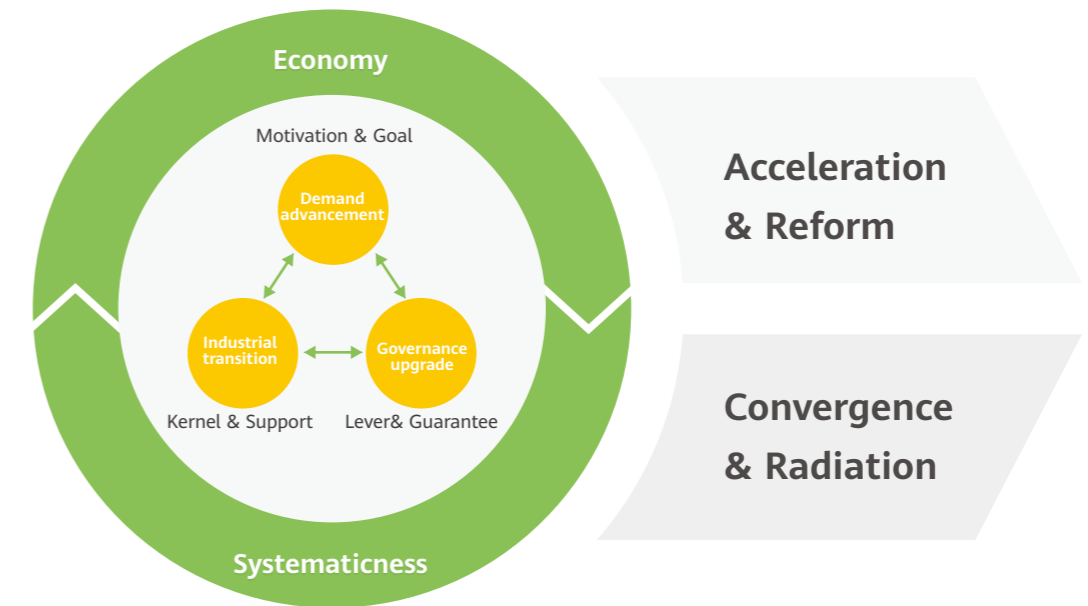 Economy
Motivation & Goal
Demand
advancement
Industrial
transition
Governance
upgrade
Kernel & Support
Lever& Guarantee
Systematicness
Acceleration
& Reform
Convergence
& Radiation